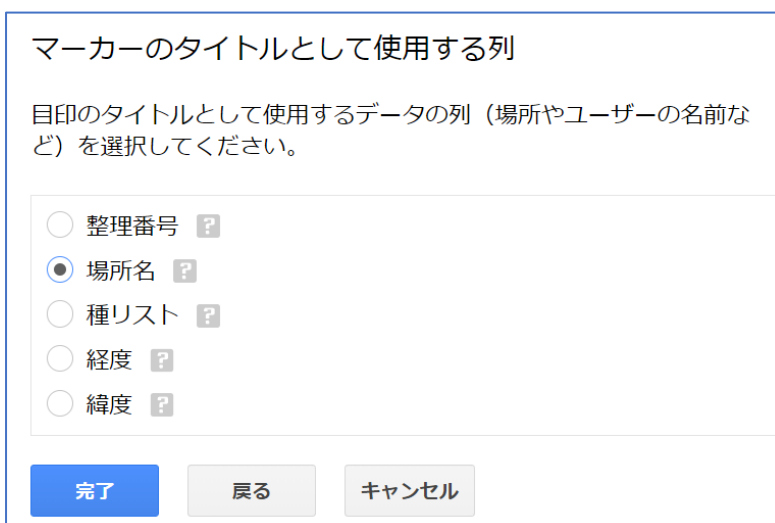 マーカーのタイトルとして使用する列
目印のタイトルとして使用するデータの列（場所やユーザーの名前な
ど）を選択してください。
整理番号 ?
場所名 ?
種リスト ?
経度 ?
緯度 ?
完了 戻る キャンセル